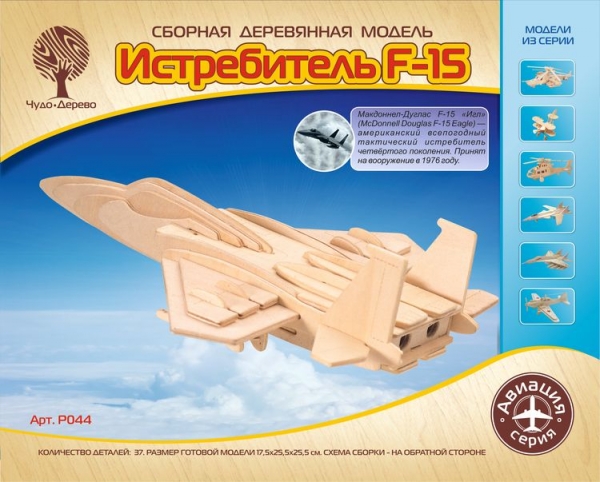 СБОРНАЯ ДЕРЕВЯННАЯ МОДЕЛЬ
Истребитель F-15
Чудо-Дерево
МОДЕЛИ
ИЗ СЕРИИ
Макдоннел-Дуглас F-15 «Игл»
(McDonnell Douglas F-15 Eagle) —
американский всепогодный
тактический истребитель
четвёртого поколения. Принят
на вооружение в 1976 году.
Арт. P044
Авиация
серия
КОЛИЧЕСТВО ДЕТАЛЕЙ: 37. РАЗМЕР ГОТОВОЙ МОДЕЛИ 17,5х25,5х25,5 см. СХЕМА СБОРКИ - НА ОБРАТНОЙ СТОРОНЕ